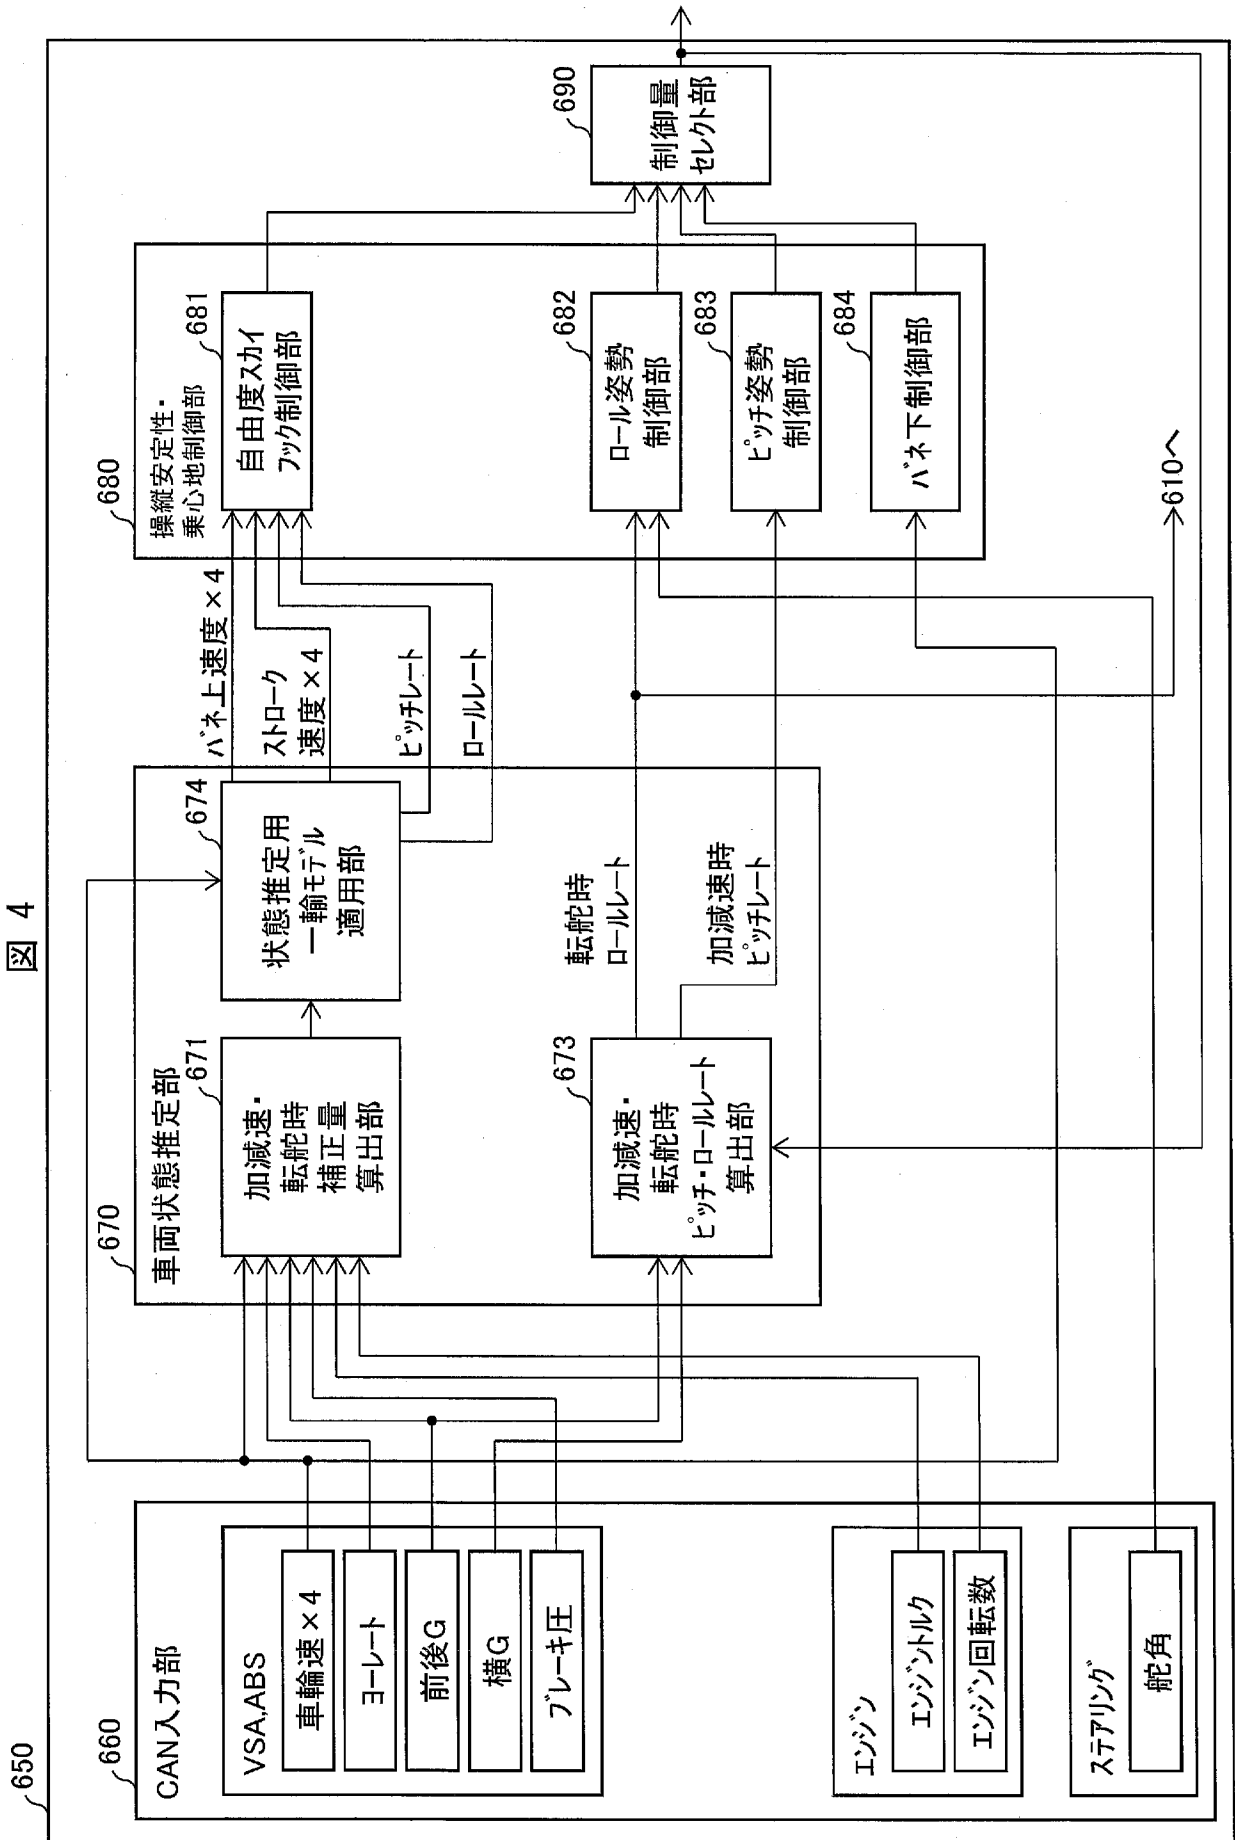 図 4
650
660
CAN入力部
VSA,ABS
車輪速×4
ヨーレート
前後G
横G
ブレーキ圧
エンジン
エンジントルク
エンジン回転数
ステアリング
舵角
670
車両状態推定部
671
加減速・
転舵時
補正量
算出部
674
状態推定用
一輪モデル
適用部
673
加減速・
転舵時
ピッチ・ロールレート
算出部
バネ上速度×4
ストローク
速度×4
ピッチレート
ロールレート
転舵時
ロールレート
加減速時
ピッチレート
680
操縦安定性・
乗心地制御部
681
自由度スカイ
フック制御部
682
ロール姿勢
制御部
683
ピッチ姿勢
制御部
684
バネ下制御部
610へ
690
制御量
セレクト部